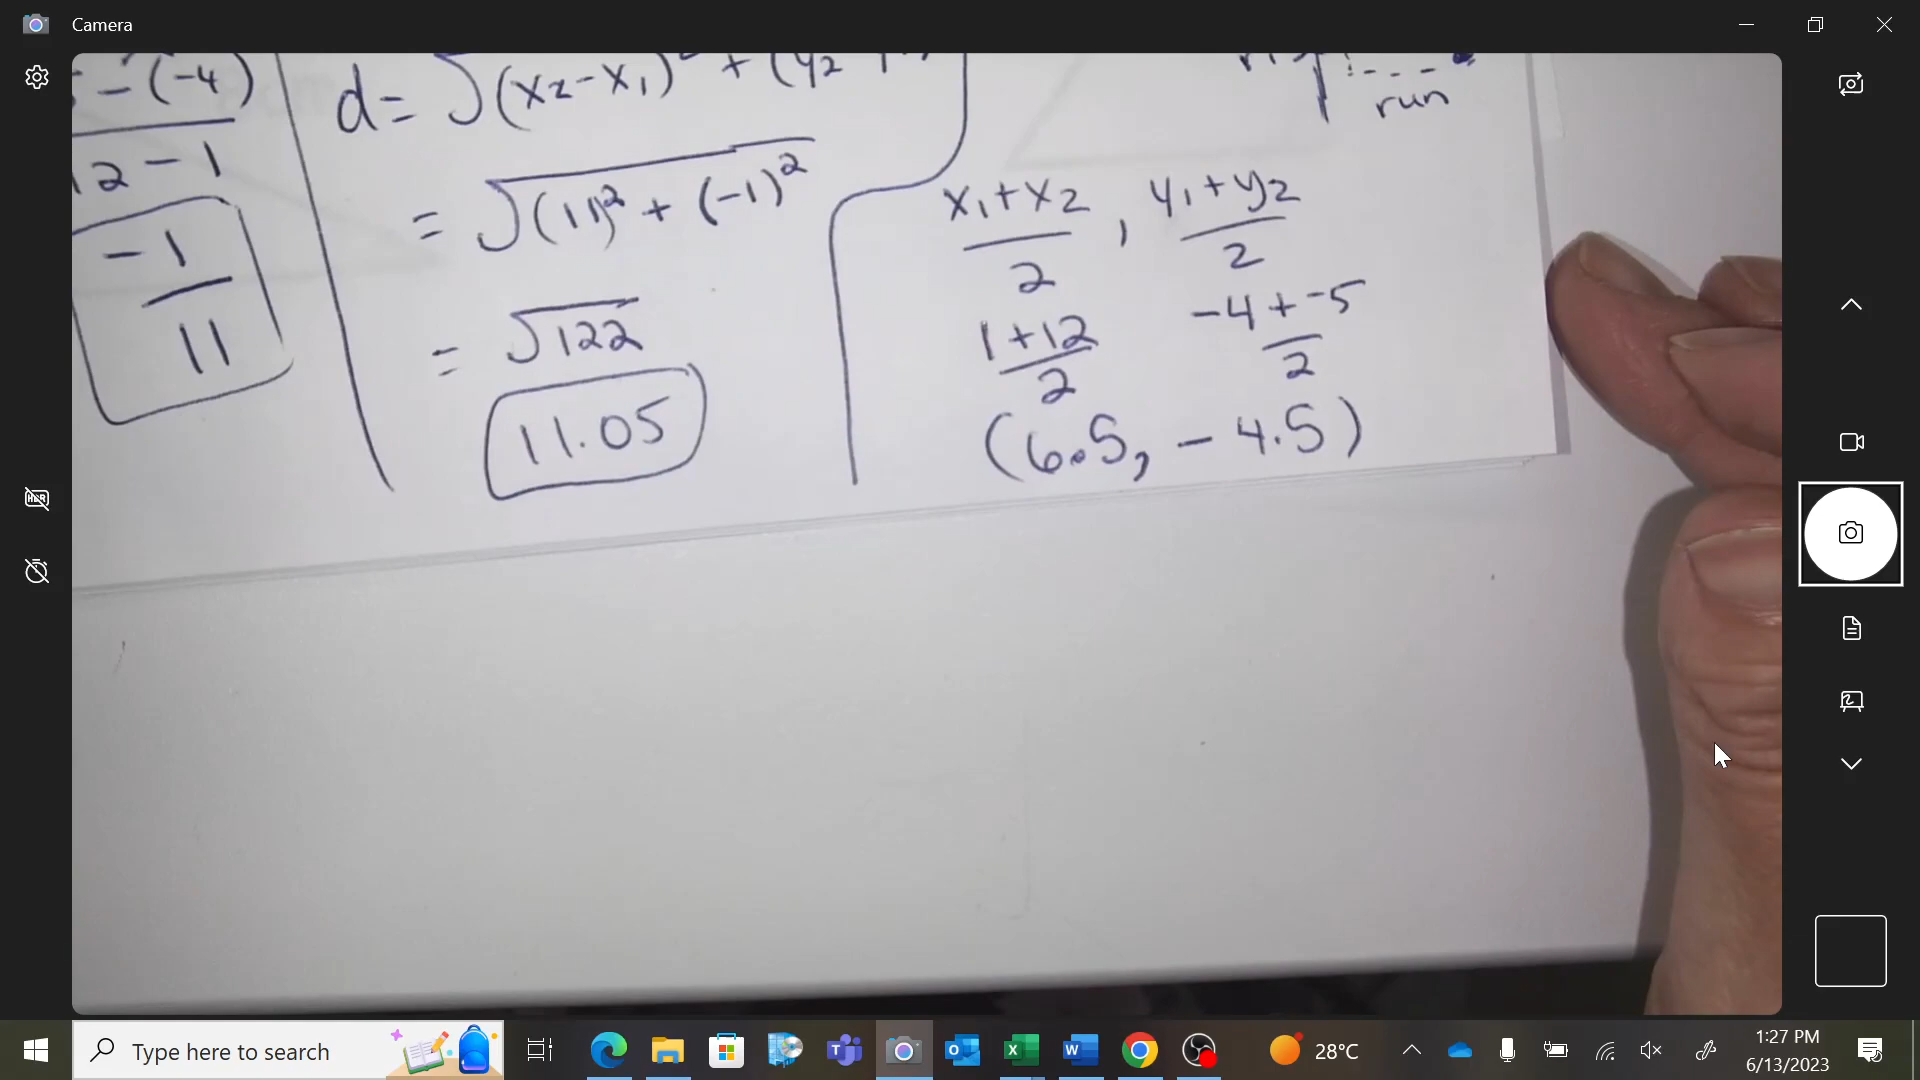 Camera
- (-4)
12 - 1
-1
11
d = √(x₂-x₁)² + (y₂
= √(11)² + (-1)²
= √122
11.05
run
x₁+x₂ , y₁+y₂
2 2
1+12 -4+-5
2 2
(6.5, -4.5)
Type here to search
28°C
1:27 PM
6/13/2023